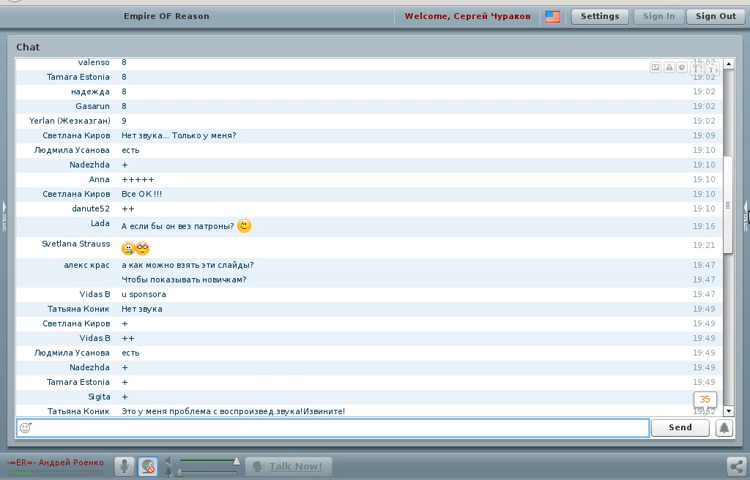 Empire OF Reason
Welcome, Сергей Чураков
Settings
Sign In
Sign Out
Chat
valenso 8 19:02
Tamara Estonia 8 19:02
надежда 8 19:02
Gasarun 8 19:02
Yerlan (Жезказган) 9 19:02
Светлана Киров Нет звука... Только у меня? 19:09
Людмила Усанова есть 19:10
Nadezhda + 19:10
Anna +++++ 19:10
Светлана Киров Все ОК !!! 19:10
danute52 ++ 19:10
Lada А если бы он вез патроны? 19:16
Svetlana Strauss 19:21
алекс крас а как можно взять эти слайды? 19:47
Чтобы показывать новичкам? 19:47
Vidas B u sponsora 19:47
Татьяна Коник Нет звука 19:49
Светлана Киров + 19:49
Vidas B ++ 19:49
Людмила Усанова есть 19:49
Nadezhda + 19:49
Tamara Estonia + 19:49
Sigita +
Татьяна Коник Это у меня проблема с воспроизвед.звука!Извините! 19:52
35
Send
-=ER=- Андрей Роенко
Talk Now!